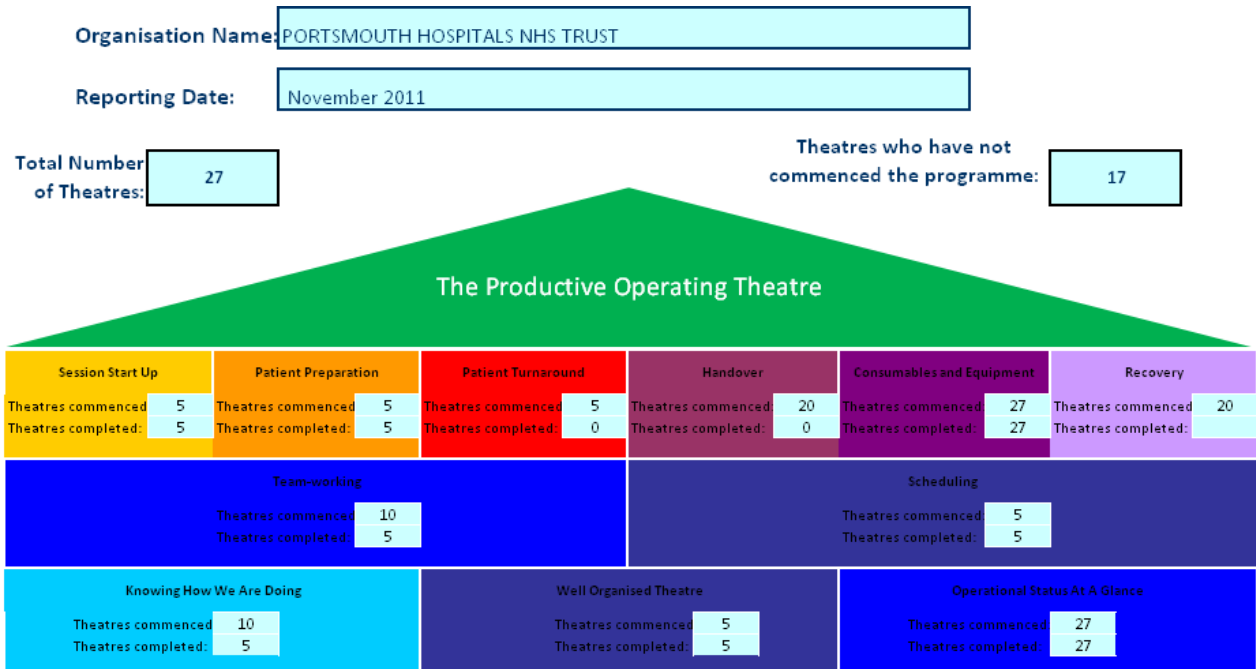 Organisation Name: PORTSMOUTH HOSPITALS NHS TRUST
Reporting Date: November 2011
Total Number of Theatres: 27
Theatres who have not commenced the programme: 17
The Productive Operating Theatre
Session Start Up
Theatres commenced 5
Theatres completed: 5
Patient Preparation
Theatres commenced 5
Theatres completed: 5
Patient Turnaround
Theatres commenced 5
Theatres completed: 0
Handover
Theatres commenced: 20
Theatres completed: 0
Consumables and Equipment
Theatres commenced: 27
Theatres completed: 27
Recovery
Theatres commenced 20
Theatres completed:
Team-working
Theatres commenced 10
Theatres completed: 5
Scheduling
Theatres commenced: 5
Theatres completed: 5
Knowing How We Are Doing
Theatres commenced 10
Theatres completed: 5
Well Organised Theatre
Theatres commenced 5
Theatres completed: 5
Operational Status At A Glance
Theatres commenced 27
Theatres completed: 27